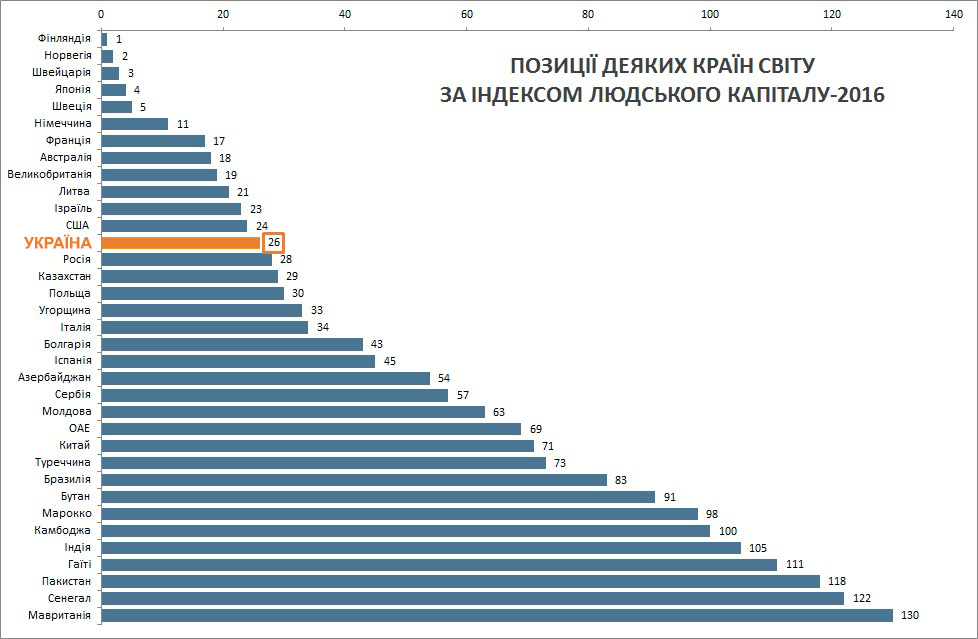 0 20 40 60 80 100 120 140
ПОЗИЦІЇ ДЕЯКИХ КРАЇН СВІТУ
ЗА ІНДЕКСОМ ЛЮДСЬКОГО КАПІТАЛУ-2016
Фінляндія 1
Норвегія 2
Швейцарія 3
Японія 4
Швеція 5
Німеччина 11
Франція 17
Австралія 18
Великобританія 19
Литва 21
Ізраїль 23
США 24
УКРАЇНА 26
Росія 28
Казахстан 29
Польща 30
Угорщина 33
Італія 34
Болгарія 43
Іспанія 45
Азербайджан 54
Сербія 57
Молдова 63
ОАЕ 69
Китай 71
Туреччина 73
Бразилія 83
Бутан 91
Марокко 98
Камбоджа 100
Індія 105
Гаїті 111
Пакистан 118
Сенегал 122
Мавританія 130